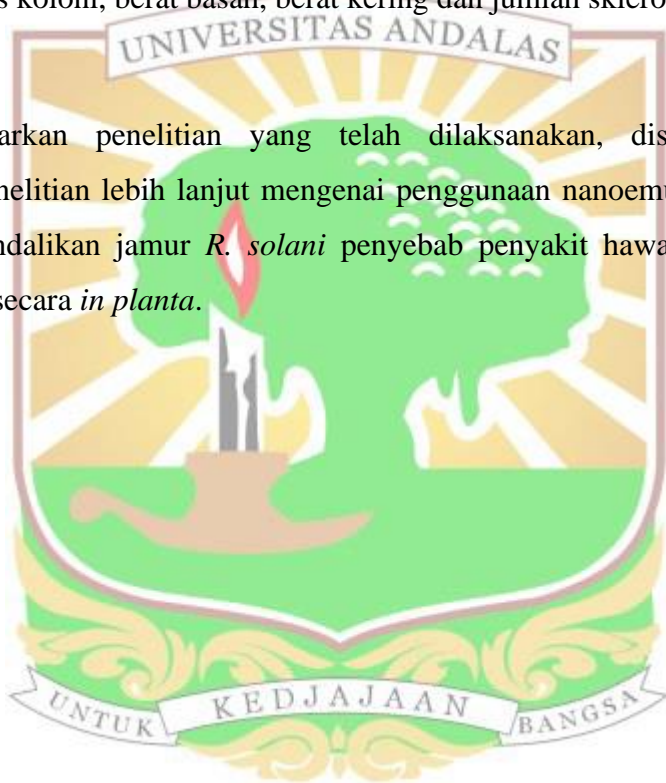 koloni, berat basah, berat kering dan jumlah sklero
UNIVERSITAS ANDALAS
arkan penelitian yang telah dilaksanakan, dis
nelitian lebih lanjut mengenai penggunaan nanoemu
ndalikan jamur R. solani penyebab penyakit hawa
secara in planta.
UNTUK KEDJAJAAN BANGSA